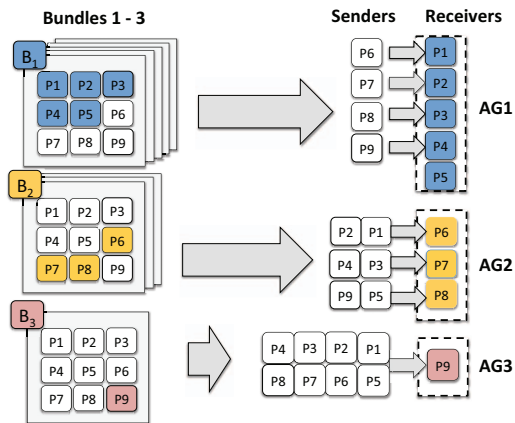 Bundles 1 - 3
Senders Receivers
B1
P1 P2 P3
P4 P5 P6
P7 P8 P9
P6 P1
P7 P2
P8 P3
P9 P4
P5
AG1
B2
P1 P2 P3
P4 P5 P6
P7 P8 P9
P2 P1 P6
P4 P3 P7
P9 P5 P8
AG2
B3
P1 P2 P3
P4 P5 P6
P7 P8 P9
P4 P3 P2 P1
P8 P7 P6 P5
P9
AG3